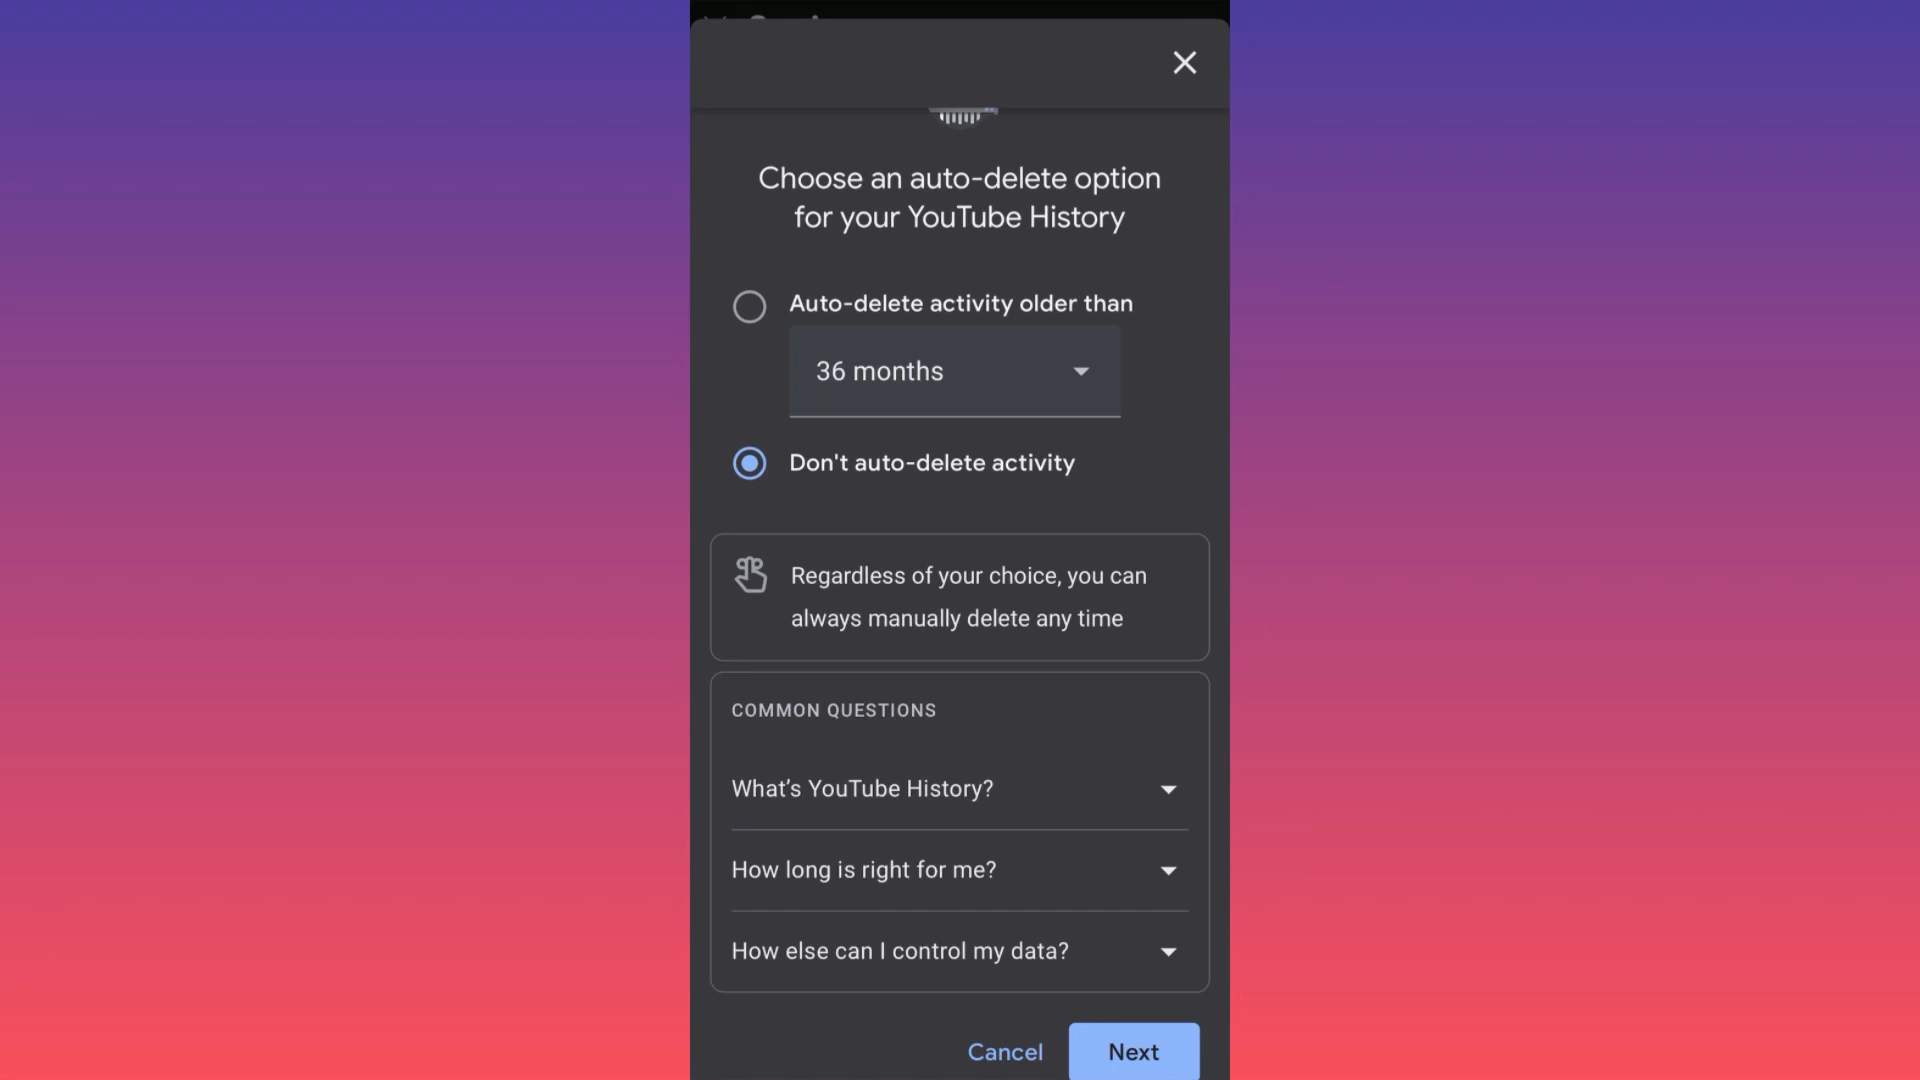 Choose an auto-delete option
for your YouTube History
Auto-delete activity older than
36 months
Don't auto-delete activity
Regardless of your choice, you can
always manually delete any time
COMMON QUESTIONS
What’s YouTube History?
How long is right for me?
How else can I control my data?
Cancel
Next